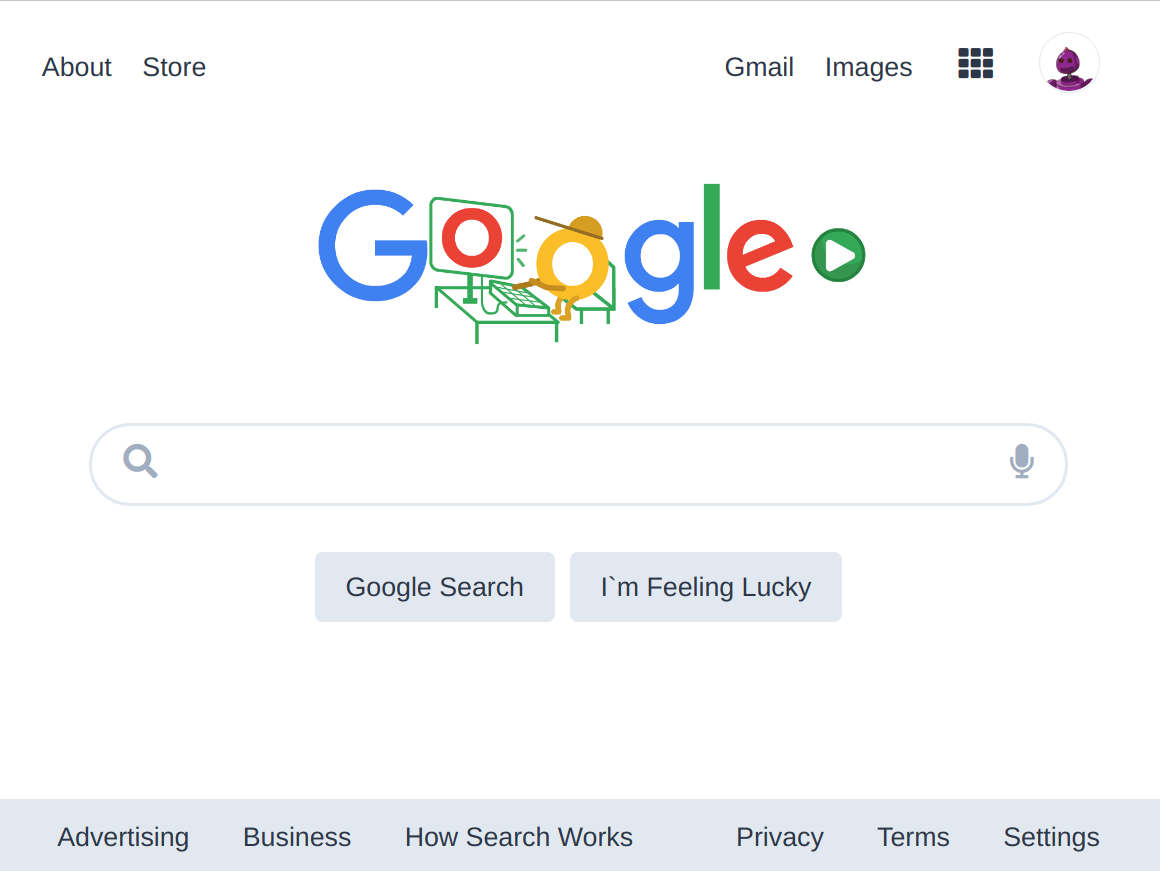 About Store Gmail Images
Google
Google Search I`m Feeling Lucky
Advertising Business How Search Works Privacy Terms Settings